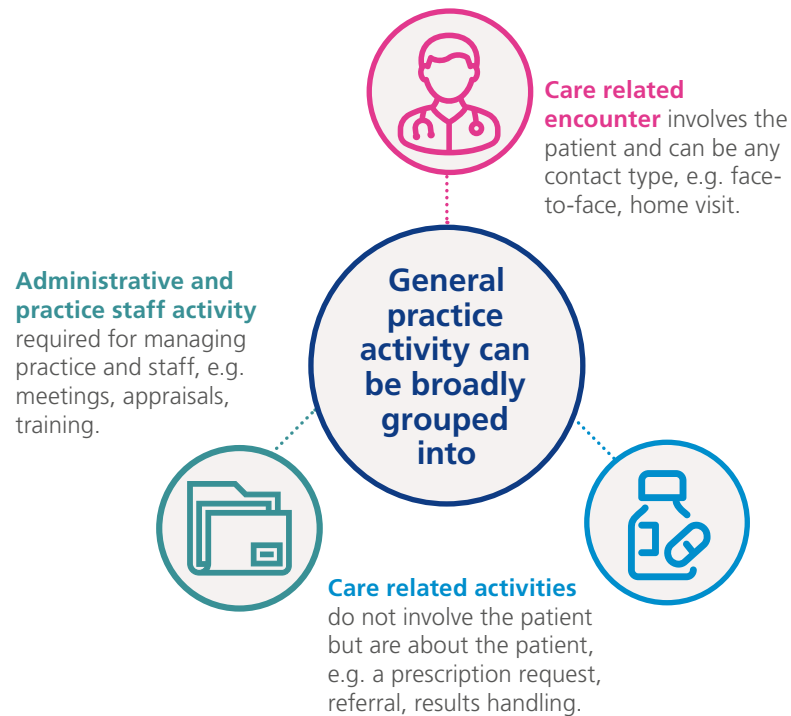 Care related
encounter involves the
patient and can be any
contact type, e.g. face-
to-face, home visit.
General
practice
activity can
be broadly
grouped
into
Administrative and
practice staff activity
required for managing
practice and staff, e.g.
meetings, appraisals,
training.
Care related activities
do not involve the patient
but are about the patient,
e.g. a prescription request,
referral, results handling.